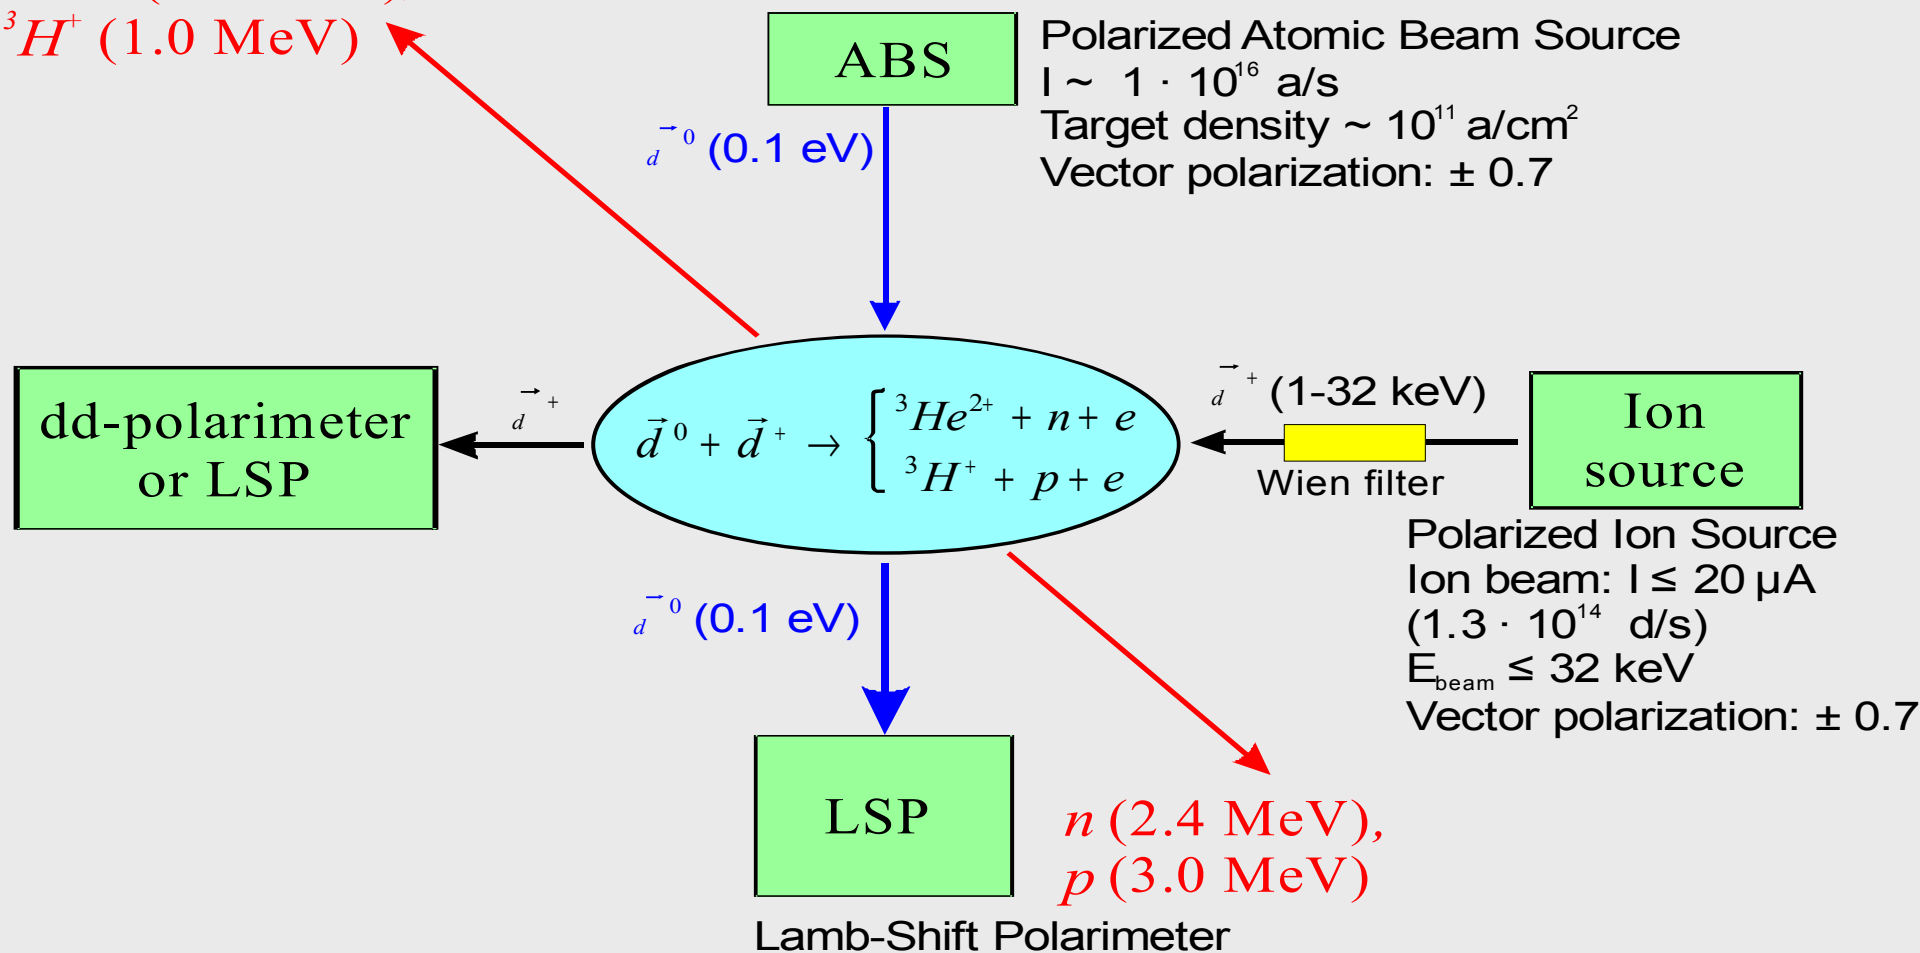 ³H⁺ (1.0 MeV)
ABS
Polarized Atomic Beam Source
I ~ 1 · 10¹⁶ a/s
Target density ~ 10¹¹ a/cm²
Vector polarization: ± 0.7
d⃗ ⁰ (0.1 eV)
dd-polarimeter
or LSP
d⃗ ⁺
d⃗ ⁰ + d⃗ ⁺ → { ³He²⁺ + n + e
³H⁺ + p + e
d⃗ ⁺ (1-32 keV)
Wien filter
Ion
source
Polarized Ion Source
Ion beam: I ≤ 20 µA
(1.3 · 10¹⁴ d/s)
E_beam ≤ 32 keV
Vector polarization: ± 0.7
d⃗ ⁰ (0.1 eV)
LSP
n (2.4 MeV),
p (3.0 MeV)
Lamb-Shift Polarimeter